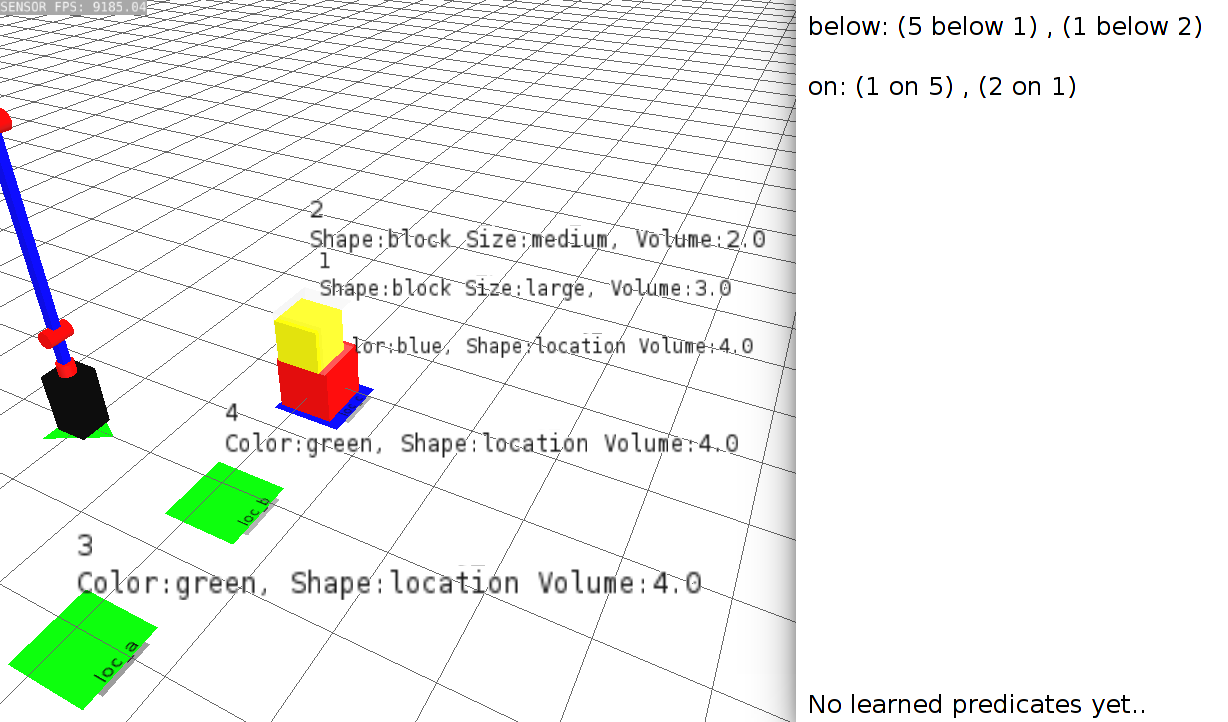 SENSOR FPS: 9185.04
below: (5 below 1) , (1 below 2)
on: (1 on 5) , (2 on 1)
2
Shape:block Size:medium, Volume:2.0
1
Shape:block Size:large, Volume:3.0
lor:blue, Shape:location Volume:4.0
4
Color:green, Shape:location Volume:4.0
loc_b
3
Color:green, Shape:location Volume:4.0
loc_a
No learned predicates yet..